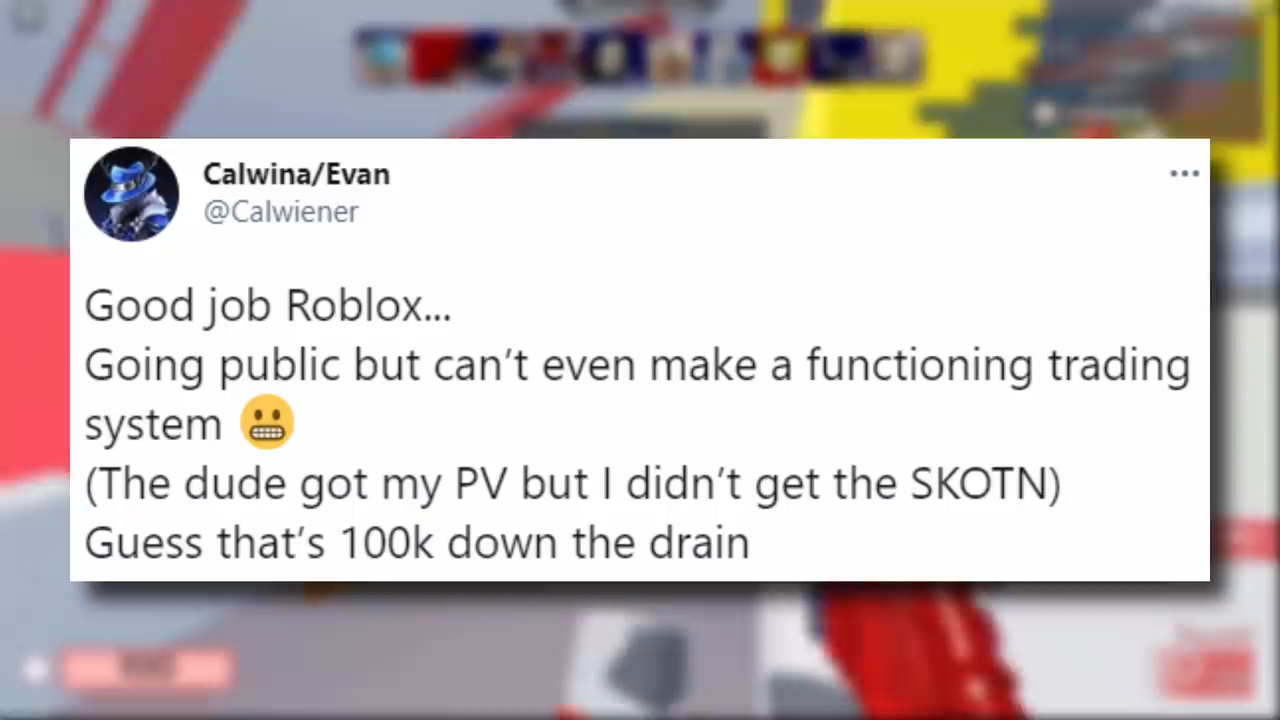 Calwina/Evan
@Calwiener
Good job Roblox...
Going public but can’t even make a functioning trading
system 😬
(The dude got my PV but I didn’t get the SKOTN)
Guess that’s 100k down the drain